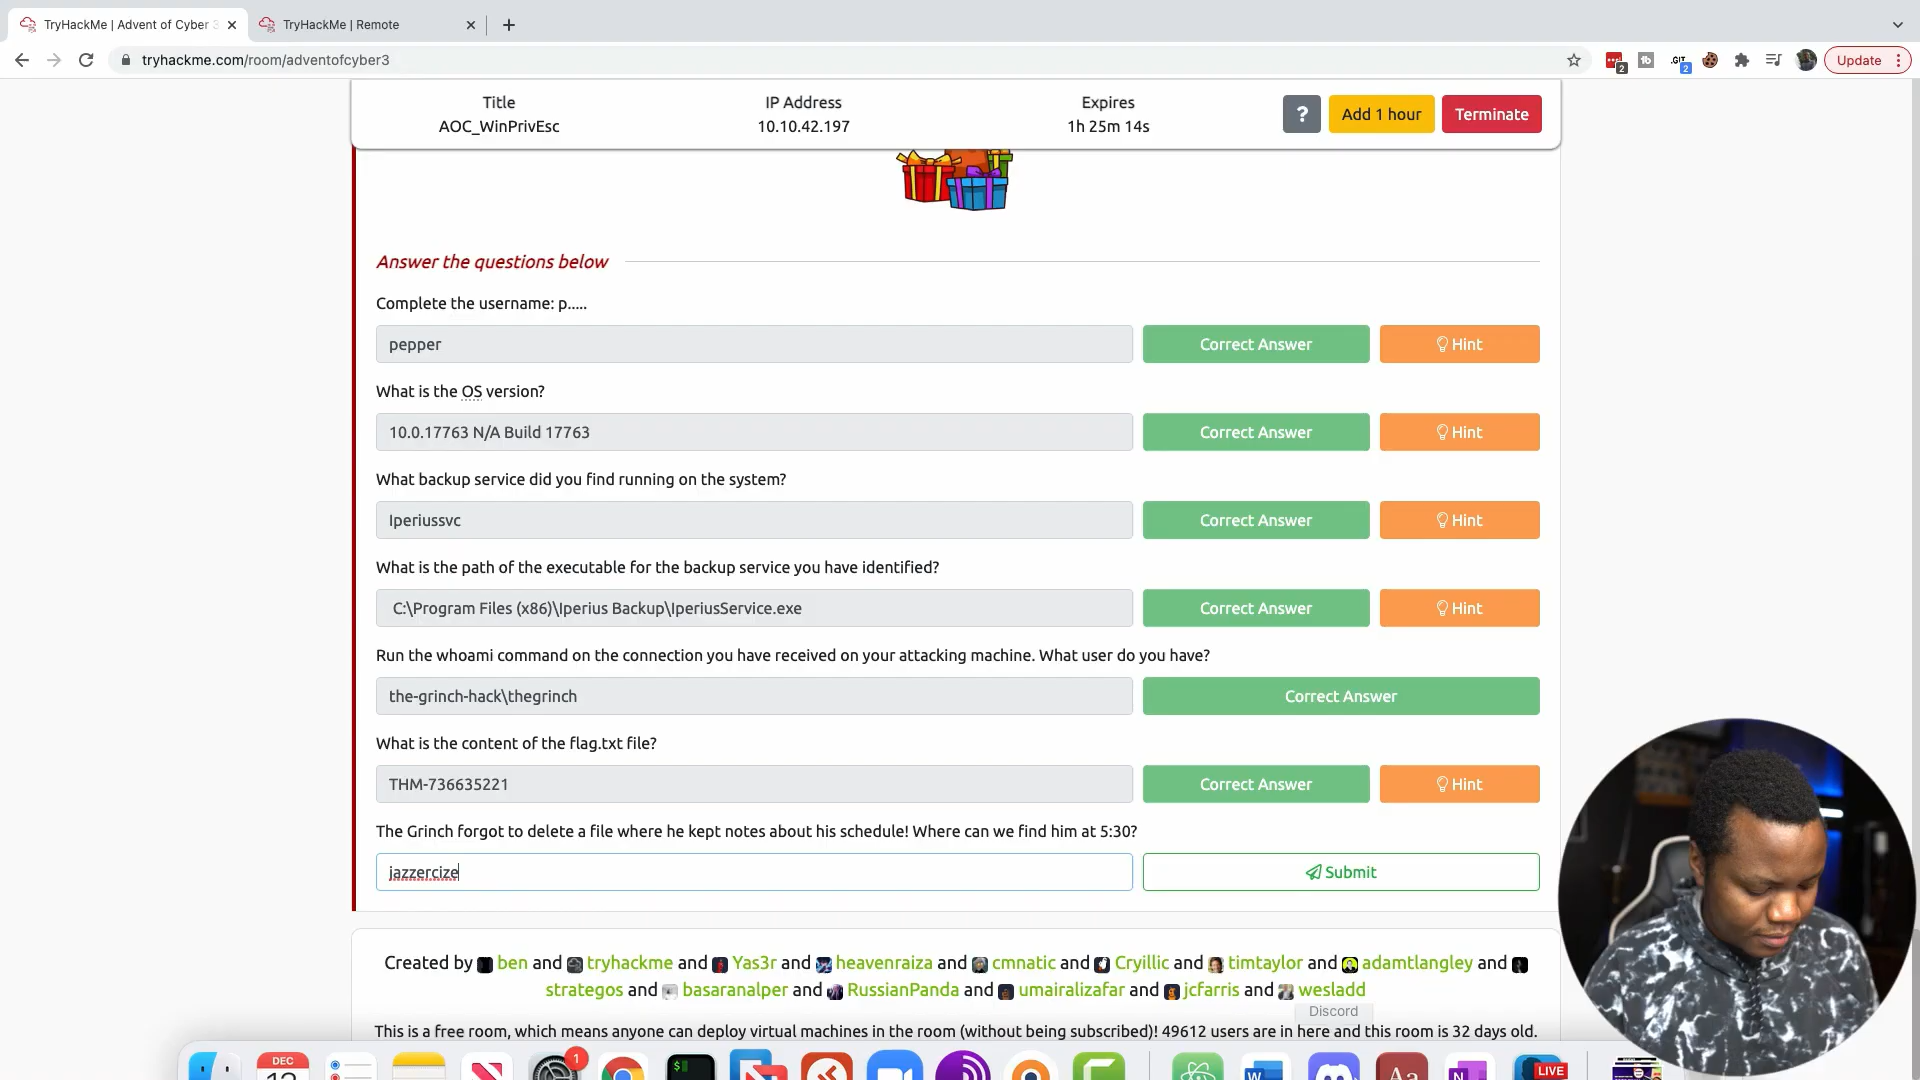 TryHackMe | Advent of Cyber 3
TryHackMe | Remote
tryhackme.com/room/adventofcyber3
2
.GIT
2
Update
Title
AOC_WinPrivEsc
IP Address
10.10.42.197
Expires
1h 25m 14s
?
Add 1 hour
Terminate
Answer the questions below
Complete the username: p.....
pepper
Correct Answer
Hint
What is the OS version?
10.0.17763 N/A Build 17763
Correct Answer
Hint
What backup service did you find running on the system?
Iperiussvc
Correct Answer
Hint
What is the path of the executable for the backup service you have identified?
C:\Program Files (x86)\Iperius Backup\IperiusService.exe
Correct Answer
Hint
Run the whoami command on the connection you have received on your attacking machine. What user do you have?
the-grinch-hack\thegrinch
Correct Answer
What is the content of the flag.txt file?
THM-736635221
Correct Answer
Hint
The Grinch forgot to delete a file where he kept notes about his schedule! Where can we find him at 5:30?
jazzercize
Submit
Created by ben and tryhackme and Yas3r and heavenraiza and cmnatic and Cryillic and timtaylor and adamtlangley and
strategos and basaranalper and RussianPanda and umairalizafar and jcfarris and wesladd
Discord
This is a free room, which means anyone can deploy virtual machines in the room (without being subscribed)! 49612 users are in here and this room is 32 days old.
DEC
1
$
W
Aa
N
LIVE